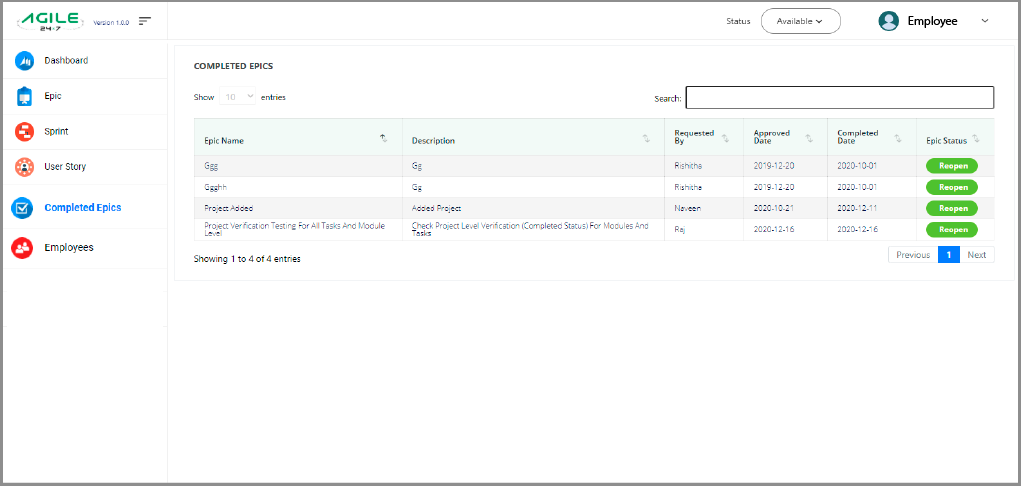 AGILE
24-7
Version 1.0.0
Status
Available
Employee
Dashboard
Epic
Sprint
User Story
Completed Epics
Employees
COMPLETED EPICS
Show 10 entries
Search:
Epic Name
Description
Requested
By
Approved
Date
Completed
Date
Epic Status
Ggg Gg Rishitha 2019-12-20 2020-10-01 Reopen
Ggghh Gg Rishitha 2019-12-20 2020-10-01 Reopen
Project Added Added Project Naveen 2020-10-21 2020-12-11 Reopen
Project Verification Testing For All Tasks And Module
Level
Check Project Level Verification (Completed Status) For Modules And
Tasks
Raj 2020-12-16 2020-12-16 Reopen
Showing 1 to 4 of 4 entries
Previous 1 Next